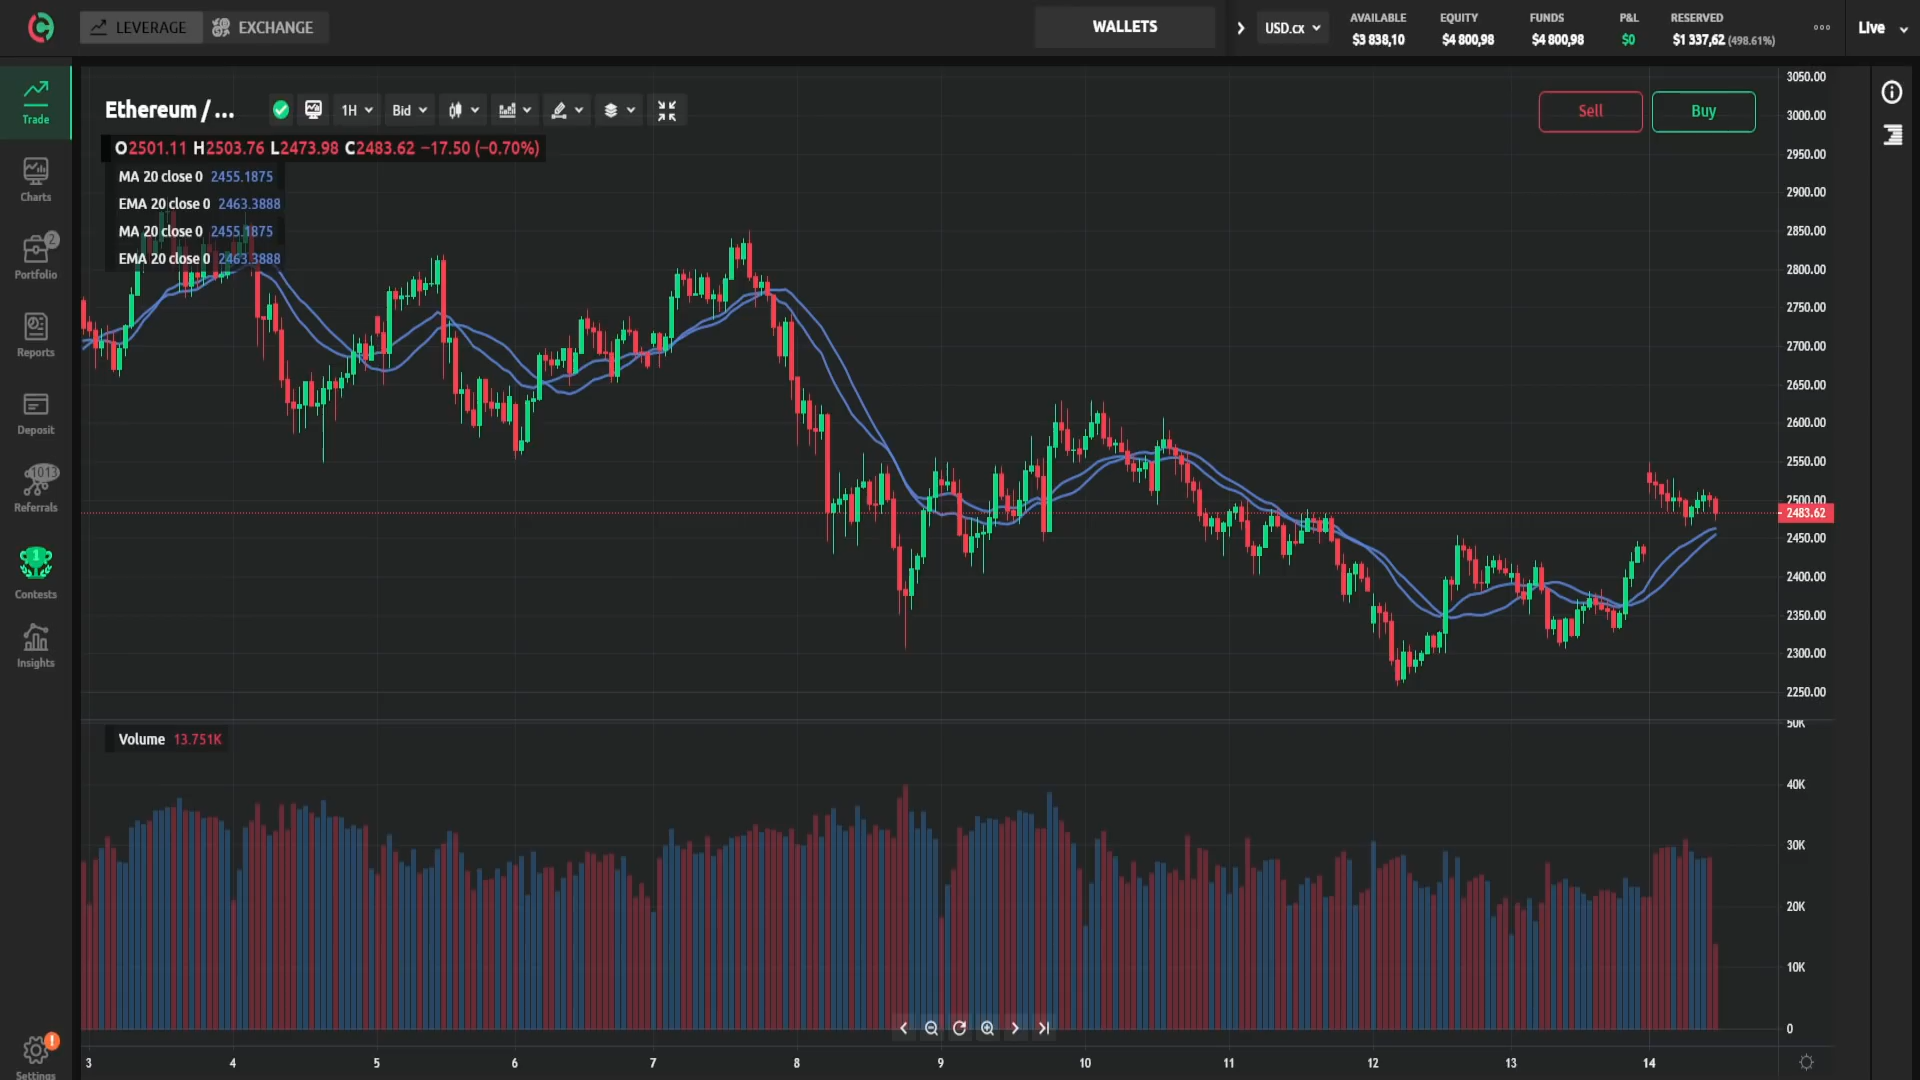 LEVERAGE
EXCHANGE
WALLETS
USD.cx
AVAILABLE
$3 838,10
EQUITY
$4 800,98
FUNDS
$4 800,98
P&L
$0
RESERVED
$1 337,62 (498.61%)
Live
Trade
Charts
2
Portfolio
Reports
Deposit
1013
Referrals
1
Contests
Insights
!
Settings
Ethereum / ...
1H
Bid
Sell
Buy
O2501.11 H2503.76 L2473.98 C2483.62 −17.50 (−0.70%)
MA 20 close 0 2455.1875
EMA 20 close 0 2463.3888
MA 20 close 0 2455.1875
EMA 20 close 0 2463.3888
3050.00
3000.00
2950.00
2900.00
2850.00
2800.00
2750.00
2700.00
2650.00
2600.00
2550.00
2500.00
2483.62
2450.00
2400.00
2350.00
2300.00
2250.00
Volume 13.751K
50K
40K
30K
20K
10K
0
3 4 5 6 7 8 9 10 11 12 13 14